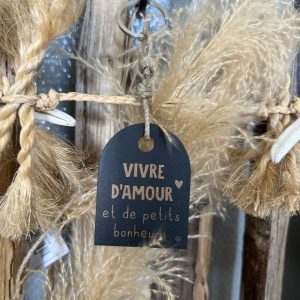 VIVRE
D'AMOUR
et de petits
bonheurs